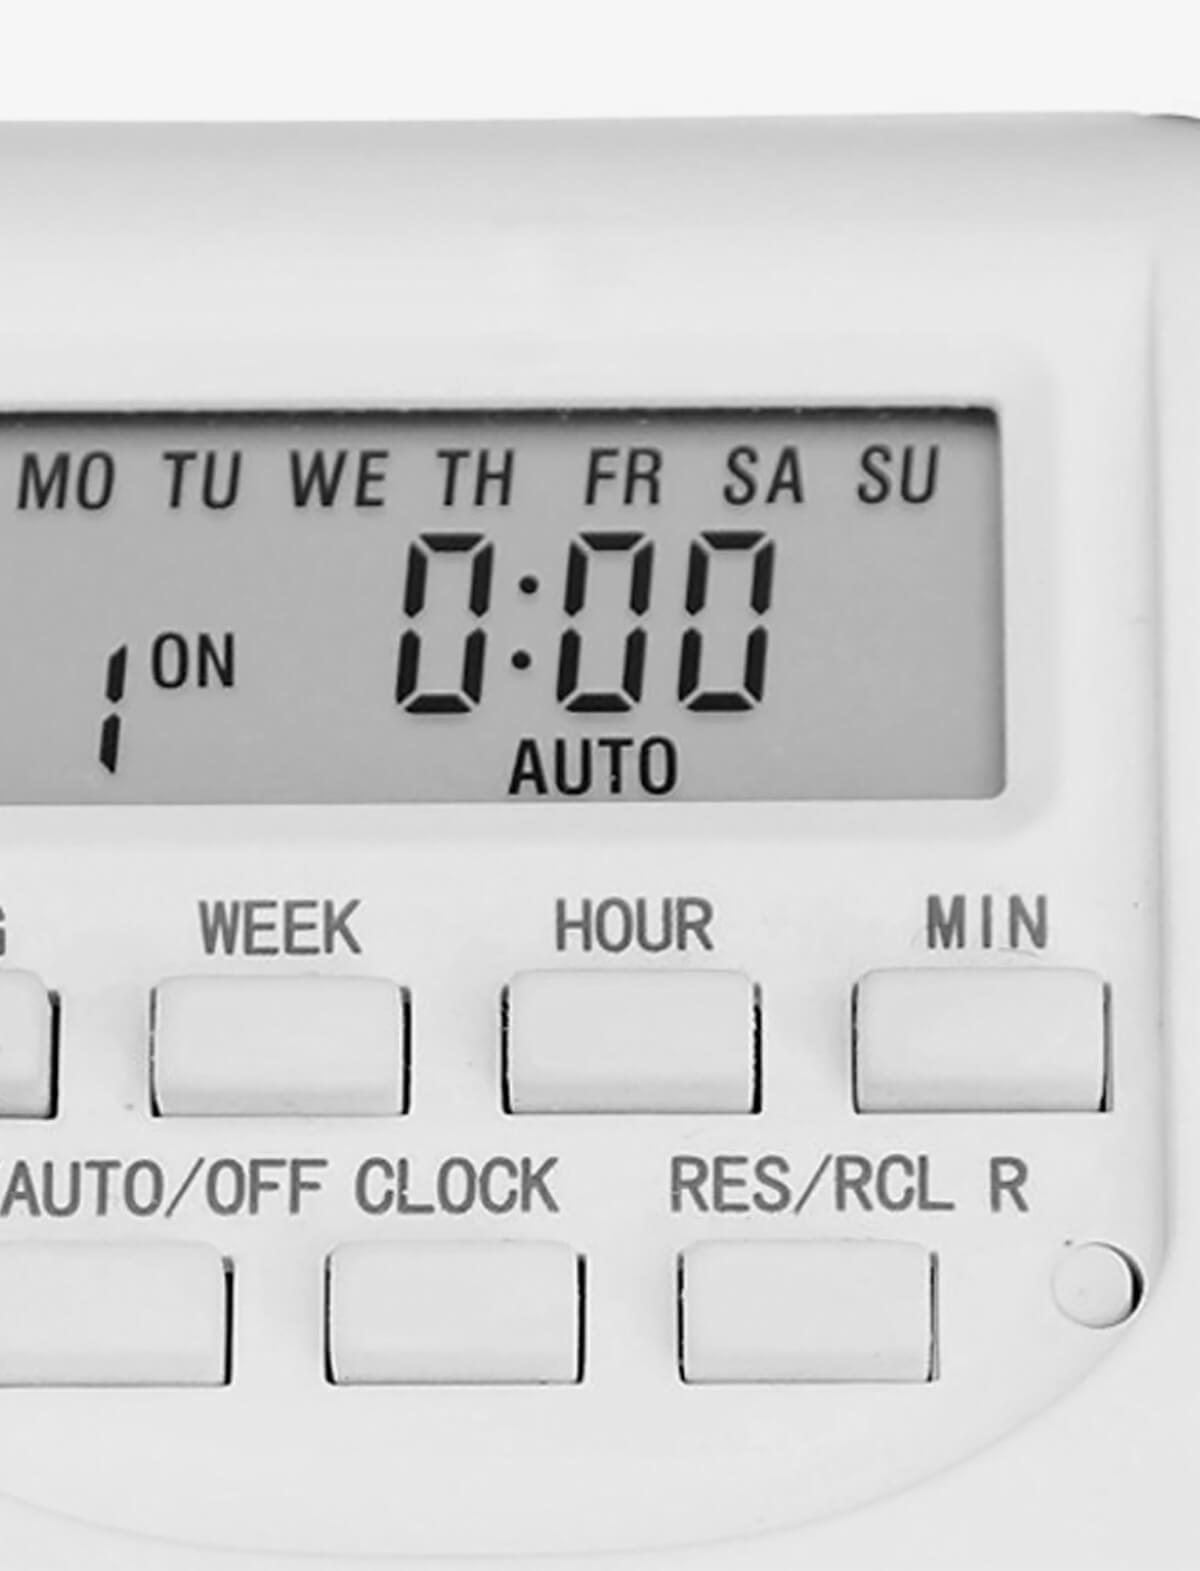 MO TU WE TH FR SA SU
1 ON 0:00
AUTO
WEEK HOUR MIN
AUTO/OFF CLOCK RES/RCL R